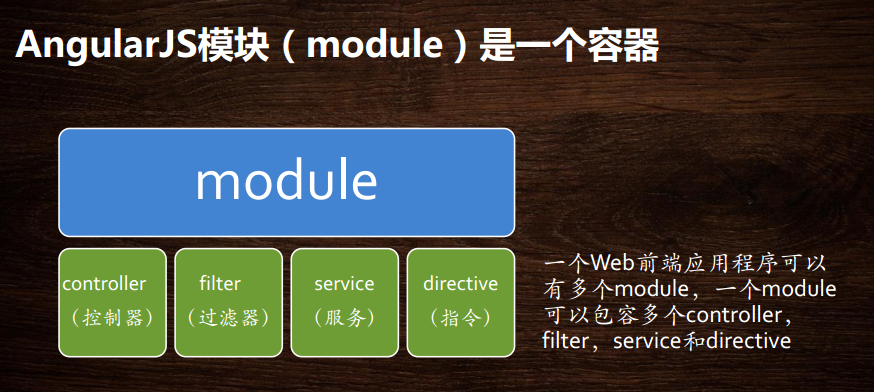 AngularJS模块（module）是一个容器
module
controller
（控制器）
filter
（过滤器）
service
（服务）
directive
（指令）
一个Web前端应用程序可以
有多个module，一个module
可以包容多个controller，
filter，service和directive